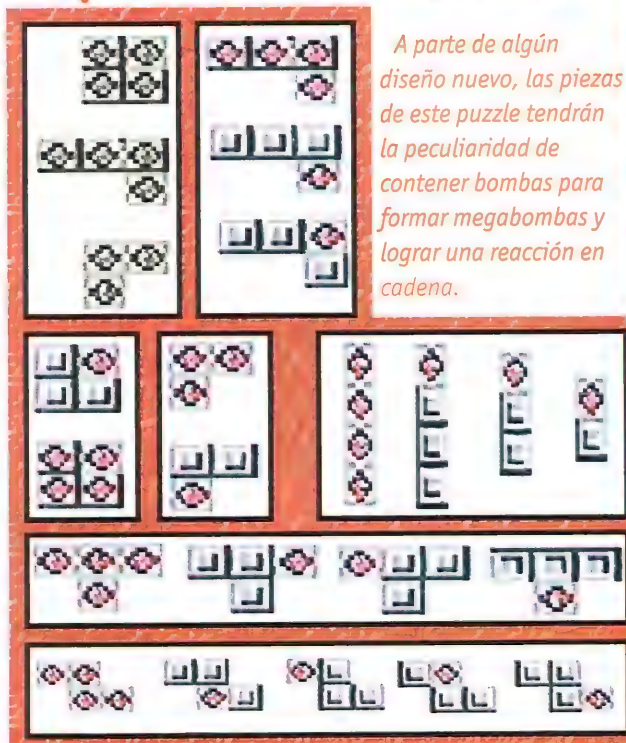 A parte de algún
diseño nuevo, las piezas
de este puzzle tendrán
la peculiaridad de
contener bombas para
formar megabombas y
lograr una reacción en
cadena.